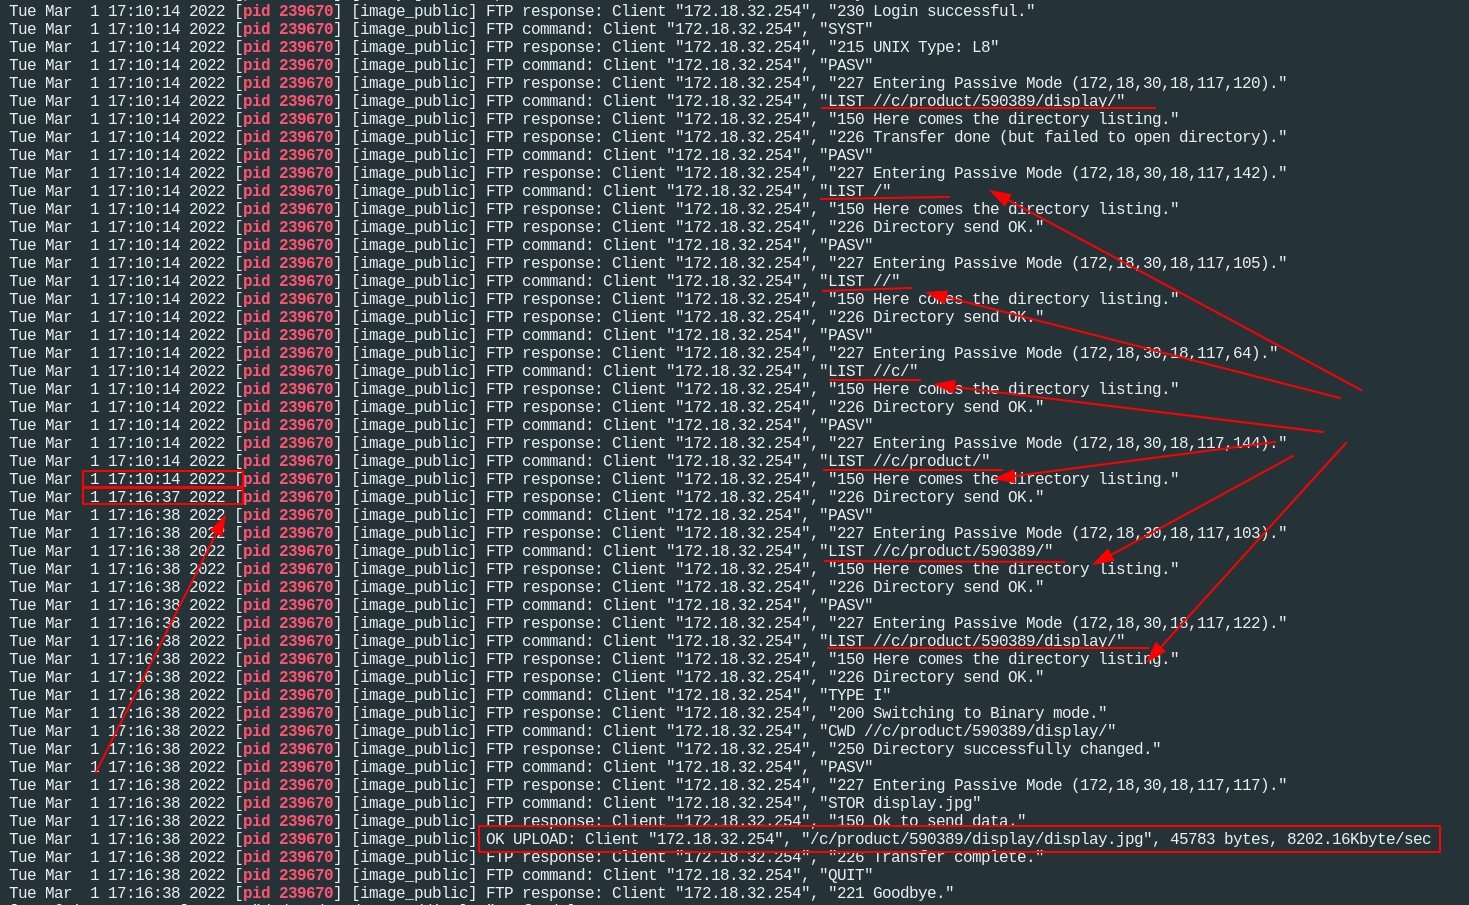 Tue Mar  1 17:10:14 2022 [pid 239670] [image_public] FTP response: Client "172.18.32.254", "230 Login successful."
Tue Mar  1 17:10:14 2022 [pid 239670] [image_public] FTP command: Client "172.18.32.254", "SYST"
Tue Mar  1 17:10:14 2022 [pid 239670] [image_public] FTP response: Client "172.18.32.254", "215 UNIX Type: L8"
Tue Mar  1 17:10:14 2022 [pid 239670] [image_public] FTP command: Client "172.18.32.254", "PASV"
Tue Mar  1 17:10:14 2022 [pid 239670] [image_public] FTP response: Client "172.18.32.254", "227 Entering Passive Mode (172,18,30,18,117,120)."
Tue Mar  1 17:10:14 2022 [pid 239670] [image_public] FTP command: Client "172.18.32.254", "LIST //c/product/590389/display/"
Tue Mar  1 17:10:14 2022 [pid 239670] [image_public] FTP response: Client "172.18.32.254", "150 Here comes the directory listing."
Tue Mar  1 17:10:14 2022 [pid 239670] [image_public] FTP response: Client "172.18.32.254", "226 Transfer done (but failed to open directory)."
Tue Mar  1 17:10:14 2022 [pid 239670] [image_public] FTP command: Client "172.18.32.254", "PASV"
Tue Mar  1 17:10:14 2022 [pid 239670] [image_public] FTP response: Client "172.18.32.254", "227 Entering Passive Mode (172,18,30,18,117,142)."
Tue Mar  1 17:10:14 2022 [pid 239670] [image_public] FTP command: Client "172.18.32.254", "LIST /"
Tue Mar  1 17:10:14 2022 [pid 239670] [image_public] FTP response: Client "172.18.32.254", "150 Here comes the directory listing."
Tue Mar  1 17:10:14 2022 [pid 239670] [image_public] FTP response: Client "172.18.32.254", "226 Directory send OK."
Tue Mar  1 17:10:14 2022 [pid 239670] [image_public] FTP command: Client "172.18.32.254", "PASV"
Tue Mar  1 17:10:14 2022 [pid 239670] [image_public] FTP response: Client "172.18.32.254", "227 Entering Passive Mode (172,18,30,18,117,105)."
Tue Mar  1 17:10:14 2022 [pid 239670] [image_public] FTP command: Client "172.18.32.254", "LIST //"
Tue Mar  1 17:10:14 2022 [pid 239670] [image_public] FTP response: Client "172.18.32.254", "150 Here comes the directory listing."
Tue Mar  1 17:10:14 2022 [pid 239670] [image_public] FTP response: Client "172.18.32.254", "226 Directory send OK."
Tue Mar  1 17:10:14 2022 [pid 239670] [image_public] FTP command: Client "172.18.32.254", "PASV"
Tue Mar  1 17:10:14 2022 [pid 239670] [image_public] FTP response: Client "172.18.32.254", "227 Entering Passive Mode (172,18,30,18,117,64)."
Tue Mar  1 17:10:14 2022 [pid 239670] [image_public] FTP command: Client "172.18.32.254", "LIST //c/"
Tue Mar  1 17:10:14 2022 [pid 239670] [image_public] FTP response: Client "172.18.32.254", "150 Here comes the directory listing."
Tue Mar  1 17:10:14 2022 [pid 239670] [image_public] FTP response: Client "172.18.32.254", "226 Directory send OK."
Tue Mar  1 17:10:14 2022 [pid 239670] [image_public] FTP command: Client "172.18.32.254", "PASV"
Tue Mar  1 17:10:14 2022 [pid 239670] [image_public] FTP response: Client "172.18.32.254", "227 Entering Passive Mode (172,18,30,18,117,144)."
Tue Mar  1 17:10:14 2022 [pid 239670] [image_public] FTP command: Client "172.18.32.254", "LIST //c/product/"
Tue Mar  1 17:10:14 2022 [pid 239670] [image_public] FTP response: Client "172.18.32.254", "150 Here comes the directory listing."
Tue Mar  1 17:16:37 2022 [pid 239670] [image_public] FTP response: Client "172.18.32.254", "226 Directory send OK."
Tue Mar  1 17:16:38 2022 [pid 239670] [image_public] FTP command: Client "172.18.32.254", "PASV"
Tue Mar  1 17:16:38 2022 [pid 239670] [image_public] FTP response: Client "172.18.32.254", "227 Entering Passive Mode (172,18,30,18,117,103)."
Tue Mar  1 17:16:38 2022 [pid 239670] [image_public] FTP command: Client "172.18.32.254", "LIST //c/product/590389/"
Tue Mar  1 17:16:38 2022 [pid 239670] [image_public] FTP response: Client "172.18.32.254", "150 Here comes the directory listing."
Tue Mar  1 17:16:38 2022 [pid 239670] [image_public] FTP response: Client "172.18.32.254", "226 Directory send OK."
Tue Mar  1 17:16:38 2022 [pid 239670] [image_public] FTP command: Client "172.18.32.254", "PASV"
Tue Mar  1 17:16:38 2022 [pid 239670] [image_public] FTP response: Client "172.18.32.254", "227 Entering Passive Mode (172,18,30,18,117,122)."
Tue Mar  1 17:16:38 2022 [pid 239670] [image_public] FTP command: Client "172.18.32.254", "LIST //c/product/590389/display/"
Tue Mar  1 17:16:38 2022 [pid 239670] [image_public] FTP response: Client "172.18.32.254", "150 Here comes the directory listing."
Tue Mar  1 17:16:38 2022 [pid 239670] [image_public] FTP response: Client "172.18.32.254", "226 Directory send OK."
Tue Mar  1 17:16:38 2022 [pid 239670] [image_public] FTP command: Client "172.18.32.254", "TYPE I"
Tue Mar  1 17:16:38 2022 [pid 239670] [image_public] FTP response: Client "172.18.32.254", "200 Switching to Binary mode."
Tue Mar  1 17:16:38 2022 [pid 239670] [image_public] FTP command: Client "172.18.32.254", "CWD //c/product/590389/display/"
Tue Mar  1 17:16:38 2022 [pid 239670] [image_public] FTP response: Client "172.18.32.254", "250 Directory successfully changed."
Tue Mar  1 17:16:38 2022 [pid 239670] [image_public] FTP command: Client "172.18.32.254", "PASV"
Tue Mar  1 17:16:38 2022 [pid 239670] [image_public] FTP response: Client "172.18.32.254", "227 Entering Passive Mode (172,18,30,18,117,117)."
Tue Mar  1 17:16:38 2022 [pid 239670] [image_public] FTP command: Client "172.18.32.254", "STOR display.jpg"
Tue Mar  1 17:16:38 2022 [pid 239670] [image_public] FTP response: Client "172.18.32.254", "150 Ok to send data."
Tue Mar  1 17:16:38 2022 [pid 239670] [image_public] OK UPLOAD: Client "172.18.32.254", "/c/product/590389/display/display.jpg", 45783 bytes, 8202.16Kbyte/sec
Tue Mar  1 17:16:38 2022 [pid 239670] [image_public] FTP response: Client "172.18.32.254", "226 Transfer complete."
Tue Mar  1 17:16:38 2022 [pid 239670] [image_public] FTP command: Client "172.18.32.254", "QUIT"
Tue Mar  1 17:16:38 2022 [pid 239670] [image_public] FTP response: Client "172.18.32.254", "221 Goodbye."